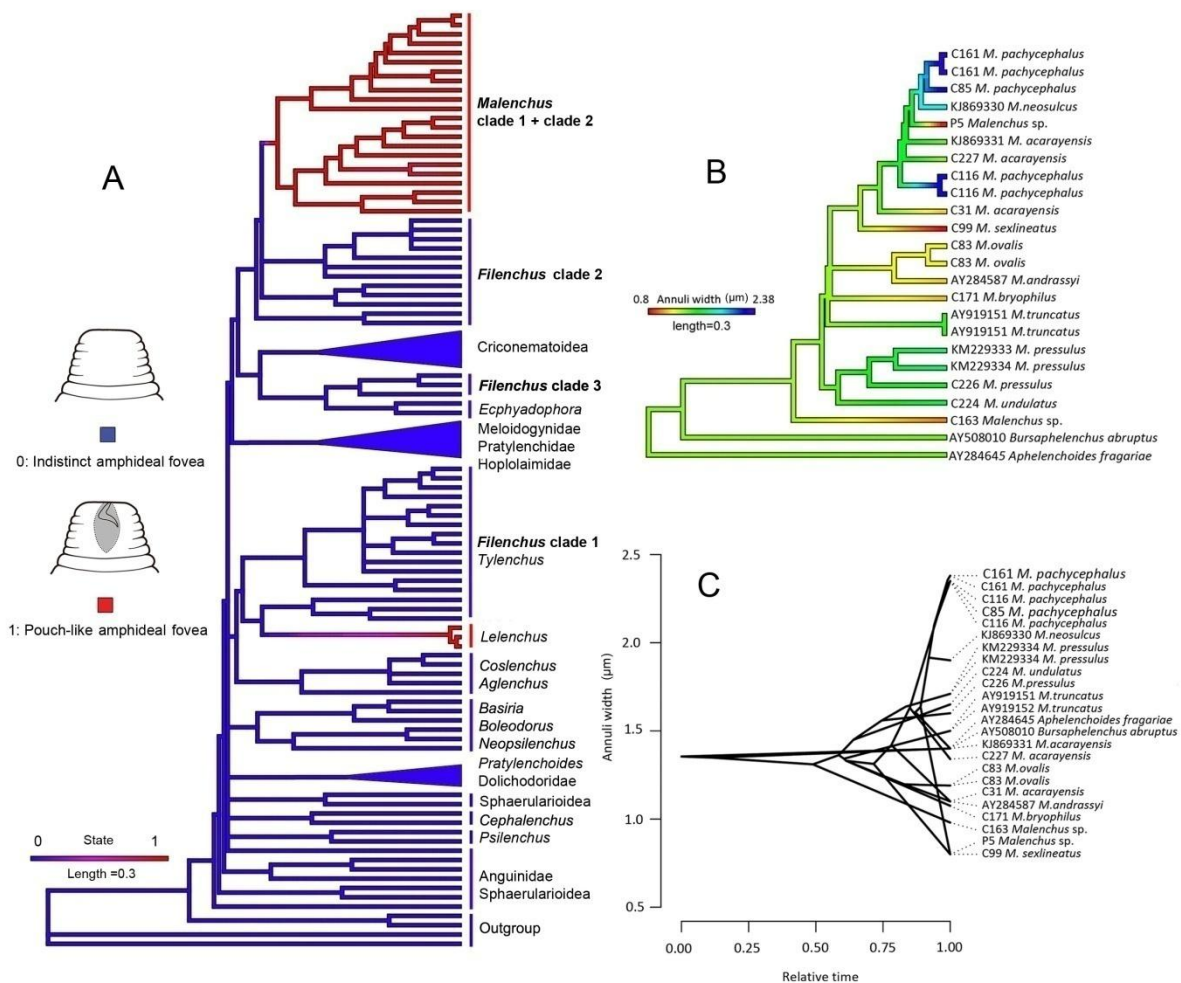 A
Malenchus
clade 1 + clade 2
Filenchus clade 2
Criconematoidea
Filenchus clade 3
Ecphyadophora
Meloidogynidae
Pratylenchidae
Hoplolaimidae
Filenchus clade 1
Tylenchus
Lelenchus
Coslenchus
Aglenchus
Basiria
Boleodorus
Neopsilenchus
Pratylenchoides
Dolichodoridae
Sphaerularioidea
Cephalenchus
Psilenchus
Anguinidae
Sphaerularioidea
Outgroup
0: Indistinct amphideal fovea
1: Pouch-like amphideal fovea
0 State 1
Length =0.3
B
C161 M. pachycephalus
C161 M. pachycephalus
C85 M. pachycephalus
KJ869330 M.neosulcus
P5 Malenchus sp.
KJ869331 M. acarayensis
C227 M. acarayensis
C116 M. pachycephalus
C116 M. pachycephalus
C31 M. acarayensis
C99 M. sexlineatus
C83 M.ovalis
C83 M. ovalis
AY284587 M.andrassyi
C171 M.bryophilus
AY919151 M.truncatus
AY919151 M.truncatus
KM229333 M. pressulus
KM229334 M. pressulus
C226 M. pressulus
C224 M. undulatus
C163 Malenchus sp.
AY508010 Bursaphelenchus abruptus
AY284645 Aphelenchoides fragariae
0.8 Annuli width (μm) 2.38
length=0.3
C
2.5
2.0
1.5
1.0
0.5
Annuli width (μm)
C161 M. pachycephalus
C161 M. pachycephalus
C116 M. pachycephalus
C85 M. pachycephalus
C116 M. pachycephalus
KJ869330 M.neosulcus
KM229334 M. pressulus
KM229334 M. pressulus
C224 M. undulatus
C226 M.pressulus
AY919151 M.truncatus
AY919152 M.truncatus
AY284645 Aphelenchoides fragariae
AY508010 Bursaphelenchus abruptus
KJ869331 M.acarayensis
C227 M. acarayensis
C83 M.ovalis
C83 M.ovalis
C31 M. acarayensis
AY284587 M.andrassyi
C171 M.bryophilus
C163 Malenchus sp.
P5 Malenchus sp.
C99 M. sexlineatus
0.00 0.25 0.50 0.75 1.00
Relative time